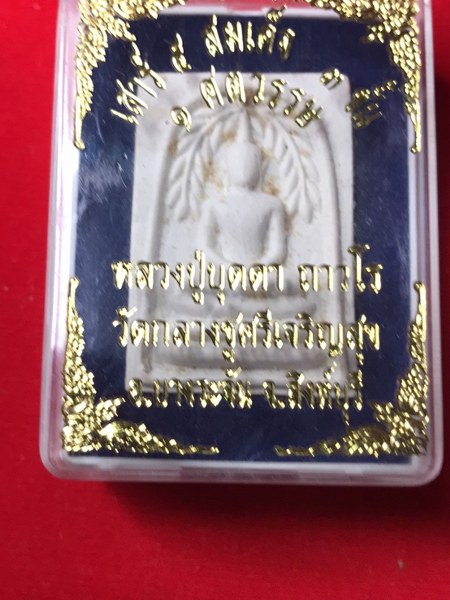 เสาร์ ๕ สมเด็จ
๑ ศตวรรษ
หลวงปู่บุดดา ถาวโร
วัดกลางชูศรีเจริญสุข
อ.บางระจัน จ.สิงห์บุรี